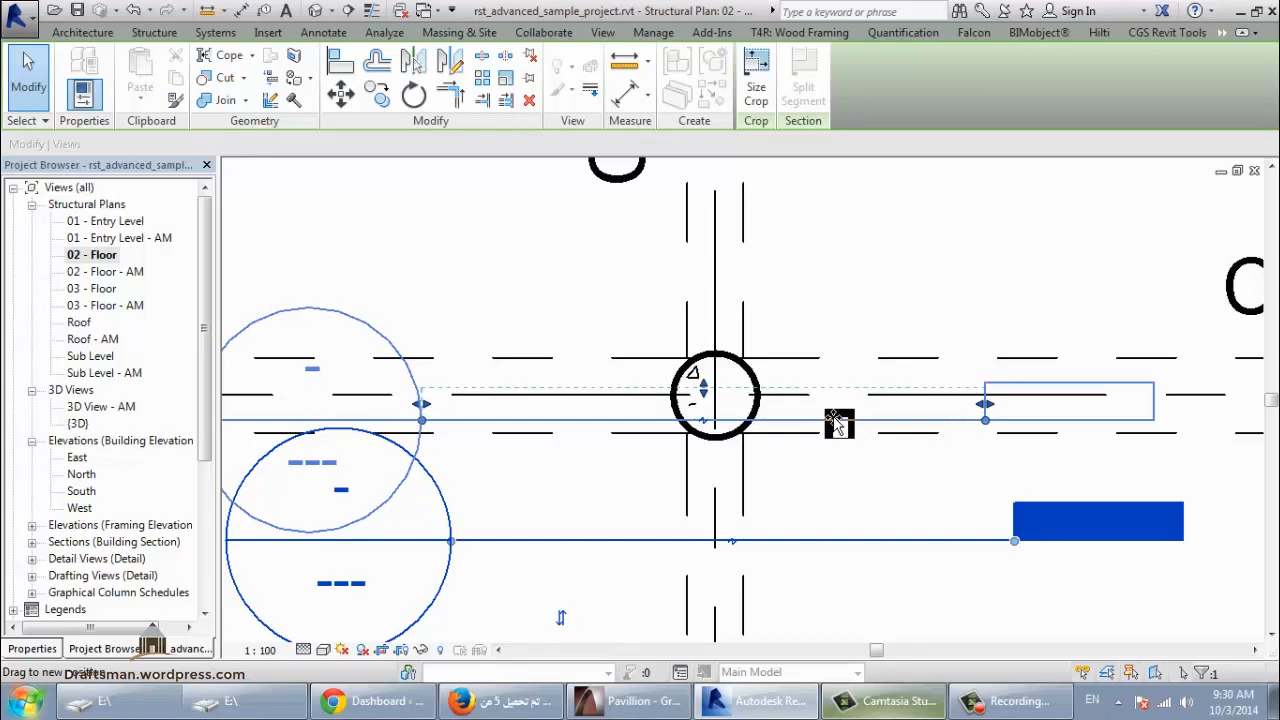 rst_advanced_sample_project.rvt - Structural Plan: 02 - ...
Type a keyword or phrase
Sign In
Architecture Structure Systems Insert Annotate Analyze Massing & Site Collaborate View Manage Add-Ins T4R: Wood Framing Quantification Falcon BIMobject® CGS Revit Tools
Modify
Paste
Cope
Cut
Join
Size Crop
Split Segment
Select Properties Clipboard Geometry Modify View Measure Create Crop Section
Modify | Views
Project Browser - rst_advanced_sampl...
Views (all)
Structural Plans
01 - Entry Level
01 - Entry Level - AM
02 - Floor
02 - Floor - AM
03 - Floor
03 - Floor - AM
Roof
Roof - AM
Sub Level
Sub Level - AM
3D Views
3D View - AM
{3D}
Elevations (Building Elevation)
East
North
South
West
Elevations (Framing Elevation)
Sections (Building Section)
Detail Views (Detail)
Drafting Views (Detail)
Graphical Column Schedules
Legends
Properties
1 : 100
:0
Main Model
:1
Draftsman.wordpress.com
E:\
E:\
Dashboard - ...
تم تحميل 5 من ...
Pavillion - Gr...
Autodesk Re...
Camtasia Stu...
Recording...
EN
9:30 AM
10/3/2014